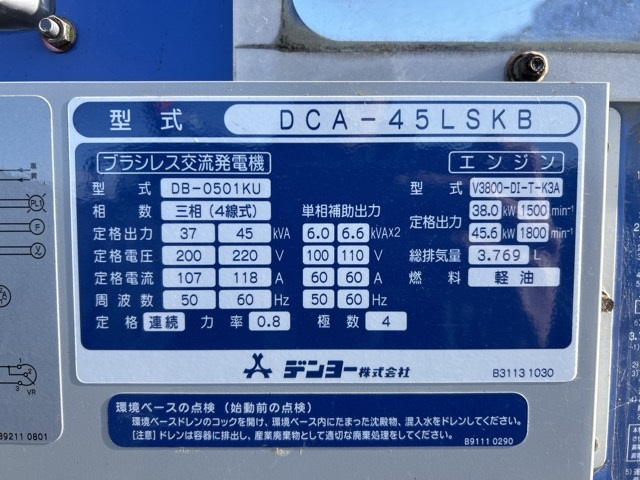 型式 DCA-45LSKB
ブラシレス交流発電機 エンジン
型式 DB-0501KU 型式 V3800-DI-T-K3A
相数 三相(4線式) 単相補助出力 定格出力 38.0 kW 1500 min⁻¹
定格出力 37 45 kVA 6.0 6.6 kVAX2 45.6 kW 1800 min⁻¹
定格電圧 200 220 V 100 110 V 総排気量 3.769 L
定格電流 107 118 A 60 60 A 燃料 軽油
周波数 50 60 Hz 50 60 Hz
定格 連続 力率 0.8 極数 4
デンヨー株式会社 B3113 1030
環境ベースの点検(始動前の点検)
環境ベースドレンのコックを開け、環境ベース内にたまった沈殿物、混入水をドレンしてください。
[注意]ドレンは容器に排出し、産業廃棄物として適切な廃棄処理をしてください。
B9111 0290
PL1
F
V
3
VR
B9211 0801